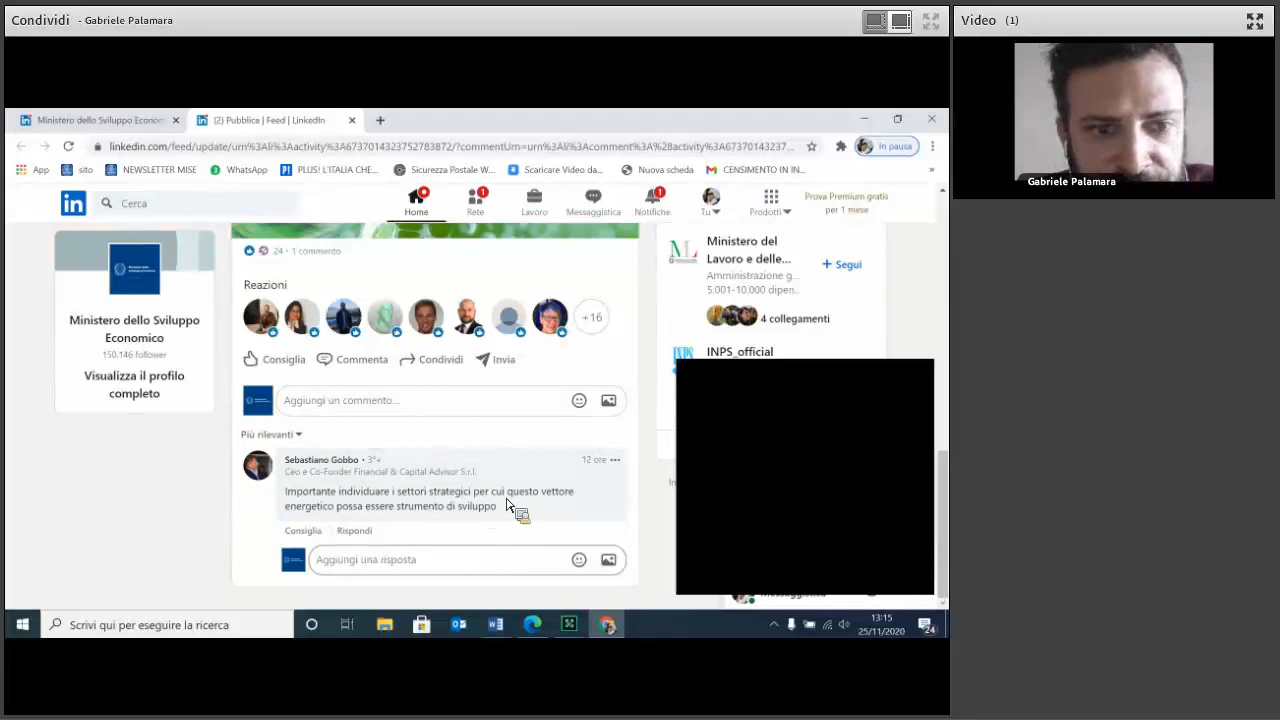 Condividi - Gabriele Palamara
Video (1)
Gabriele Palamara
Ministero dello Sviluppo Econom
(2) Pubblica | Feed | LinkedIn
linkedin.com/feed/update/urn%3Ali%3Aactivity%3A6737014323752783872/?commentUrn=urn%3Ali%3Acomment%3A%28activity%3A67370143237...
In pausa
App
sito
NEWSLETTER MISE
WhatsApp
PLUS! L'ITALIA CHE...
Sicurezza Postale W...
Scaricare Video da...
Nuova scheda
CENSIMENTO IN IN...
»
in
Cerca
Home
1
Rete
Lavoro
Messaggistica
1
Notifiche
Tu
Prodotti
Prova Premium gratis
per 1 mese
Ministero dello Sviluppo
Economico
150.146 follower
Visualizza il profilo
completo
24 · 1 commento
Reazioni
+16
Consiglia
Commenta
Condividi
Invia
Aggiungi un commento...
Più rilevanti
Sebastiano Gobbo · 3°+
12 ore
Ceo e Co-Fonder Financial & Capital Advisor S.r.l.
Importante individuare i settori strategici per cui questo vettore
energetico possa essere strumento di sviluppo
Consiglia
Rispondi
Aggiungi una risposta
Ministero del
Lavoro e delle...
Amministrazione g...
5.001-10.000 dipen...
+ Segui
4 collegamenti
INPS
INPS_official
Messaggistica
Scrivi qui per eseguire la ricerca
13:15
25/11/2020
24